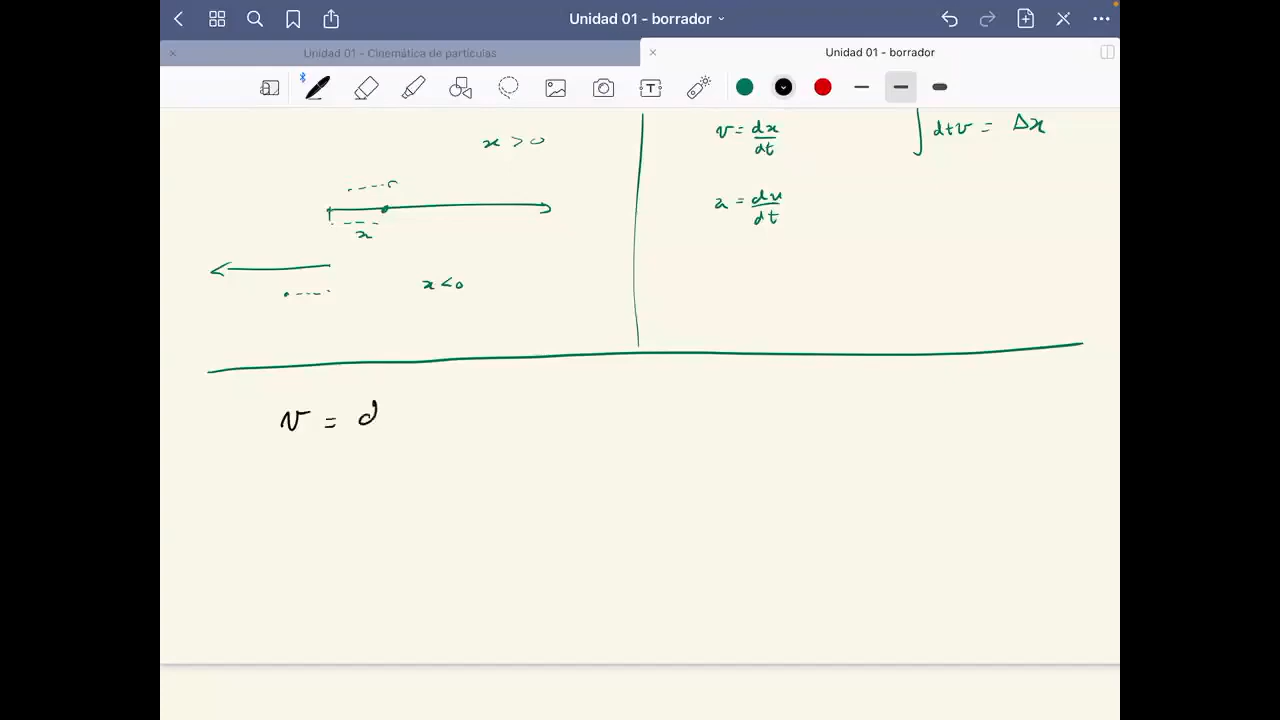 Unidad 01 - borrador
Unidad 01 - Cinemática de partículas
Unidad 01 - borrador
x > 0
x
x < 0
v = dx/dt
a = dv/dt
∫ dt v = Δx
v = d